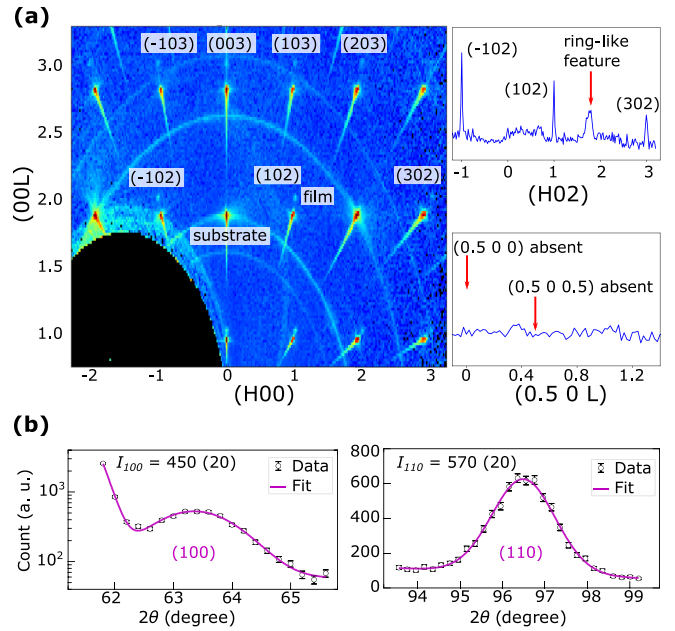 (a)
(00L)
3.0
2.5
2.0
1.5
1.0
(-103) (003) (103) (203)
(-102) (102) (302)
film
substrate
-2 -1 0 1 2 3
(H00)
(-102)
ring-like
feature
(102)
(302)
-1 0 1 2 3
(H02)
(0.5 0 0) absent
(0.5 0 0.5) absent
0 0.4 0.8 1.2
(0.5 0 L)
(b)
Count (a. u.)
10³
10²
I₁₀₀ = 450 (20)
Data
Fit
(100)
62 63 64 65
2θ (degree)
800
600
400
200
0
I₁₁₀ = 570 (20)
Data
Fit
(110)
94 95 96 97 98 99
2θ (degree)